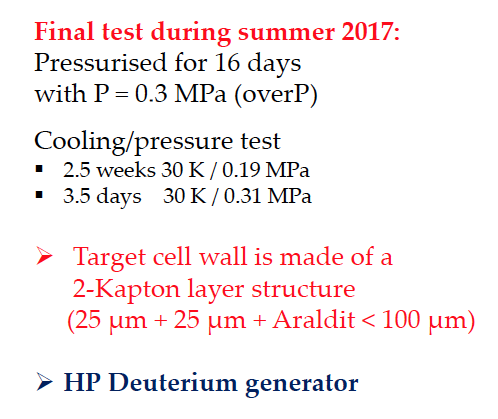 Final test during summer 2017:
Pressurised for 16 days
with P = 0.3 MPa (overP)
Cooling/pressure test
▪ 2.5 weeks 30 K / 0.19 MPa
▪ 3.5 days 30 K / 0.31 MPa
➢ Target cell wall is made of a
2-Kapton layer structure
(25 µm + 25 µm + Araldit < 100 µm)
➢ HP Deuterium generator